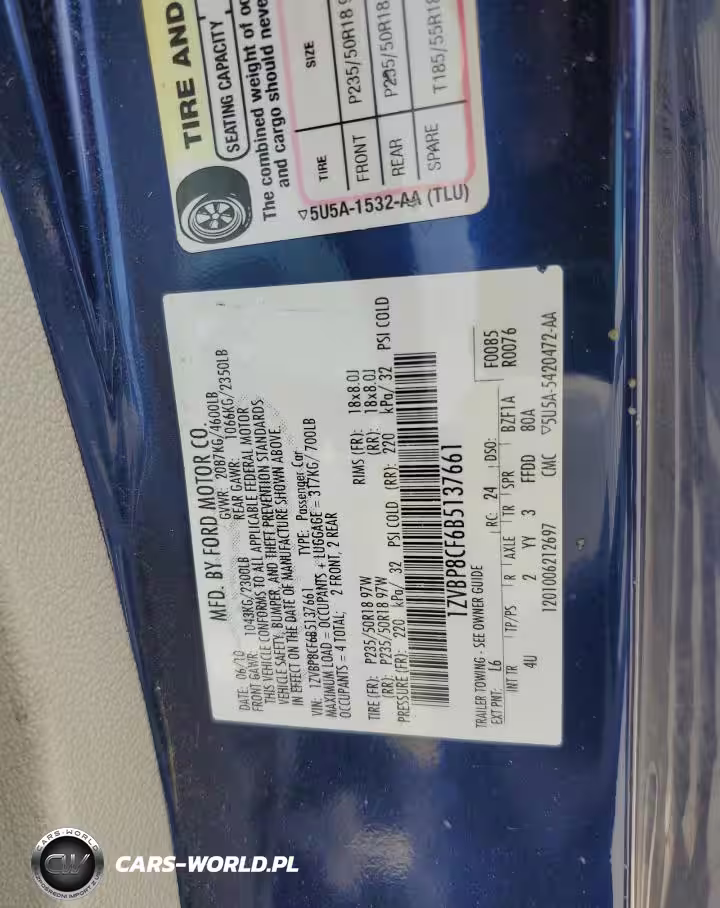 TIRE AND
SEATING CAPACITY
The combined weight of oc
and cargo should neve
TIRE SIZE
FRONT P235/50R18 9
REAR P235/50R18
SPARE T185/55R18
▽5U5A-1532-AA (TLU)
MFD. BY FORD MOTOR CO.
DATE: 06/10 GVWR: 2087KG/4600LB
FRONT GAWR: 1043KG/2300LB REAR GAWR: 1066KG/2350LB
THIS VEHICLE CONFORMS TO ALL APPLICABLE FEDERAL MOTOR
VEHICLE SAFETY, BUMPER, AND THEFT PREVENTION STANDARDS
IN EFFECT ON THE DATE OF MANUFACTURE SHOWN ABOVE.
VIN: 1ZVBP8CF6B5137661 TYPE: Passenger Car
MAXIMUM LOAD = OCCUPANTS + LUGGAGE = 317KG/ 700LB
OCCUPANTS = 4 TOTAL: 2 FRONT, 2 REAR
TIRE (FR): P235/50R18 97W RIMS (FR): 18x8.0J
(RR): P235/50R18 97W (RR): 18x8.0J
PRESSURE (FR): 220 kPa/ 32 PSI COLD (RR): 220 kPa/ 32 PSI COLD
1ZVBP8CF6B5137661
TRAILER TOWING - SEE OWNER GUIDE F0085
EXT PNT: L6 RC: 24 DSO: R0076
INT TR TP/PS R AXLE TR SPR BZF1A
4U 2 YY 3 FFDD 80A
1201006212697 CMC ▽5U5A-5420472-AA
CARS-WORLD
CW
CARS-WORLD.PL